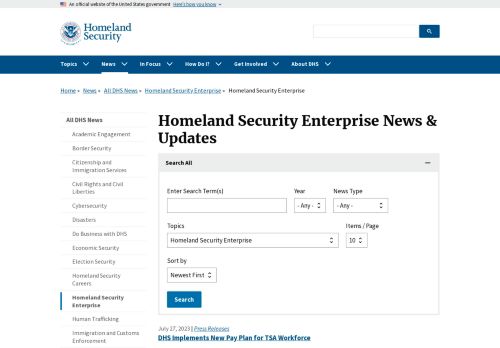 An official website of the United States government Here's how you know
Homeland
Security
Topics News In Focus How Do I? Get Involved About DHS
Home » News » All DHS News » Homeland Security Enterprise » Homeland Security Enterprise
All DHS News
Academic Engagement
Border Security
Citizenship and
Immigration Services
Civil Rights and Civil
Liberties
Cybersecurity
Disasters
Do Business with DHS
Economic Security
Election Security
Homeland Security
Careers
Homeland Security
Enterprise
Human Trafficking
Immigration and Customs
Enforcement
Homeland Security Enterprise News &
Updates
Search All
Enter Search Term(s) Year News Type
- Any - - Any -
Topics Items / Page
Homeland Security Enterprise 10
Sort by
Newest First
Search
July 27, 2023 | Press Releases
DHS Implements New Pay Plan for TSA Workforce